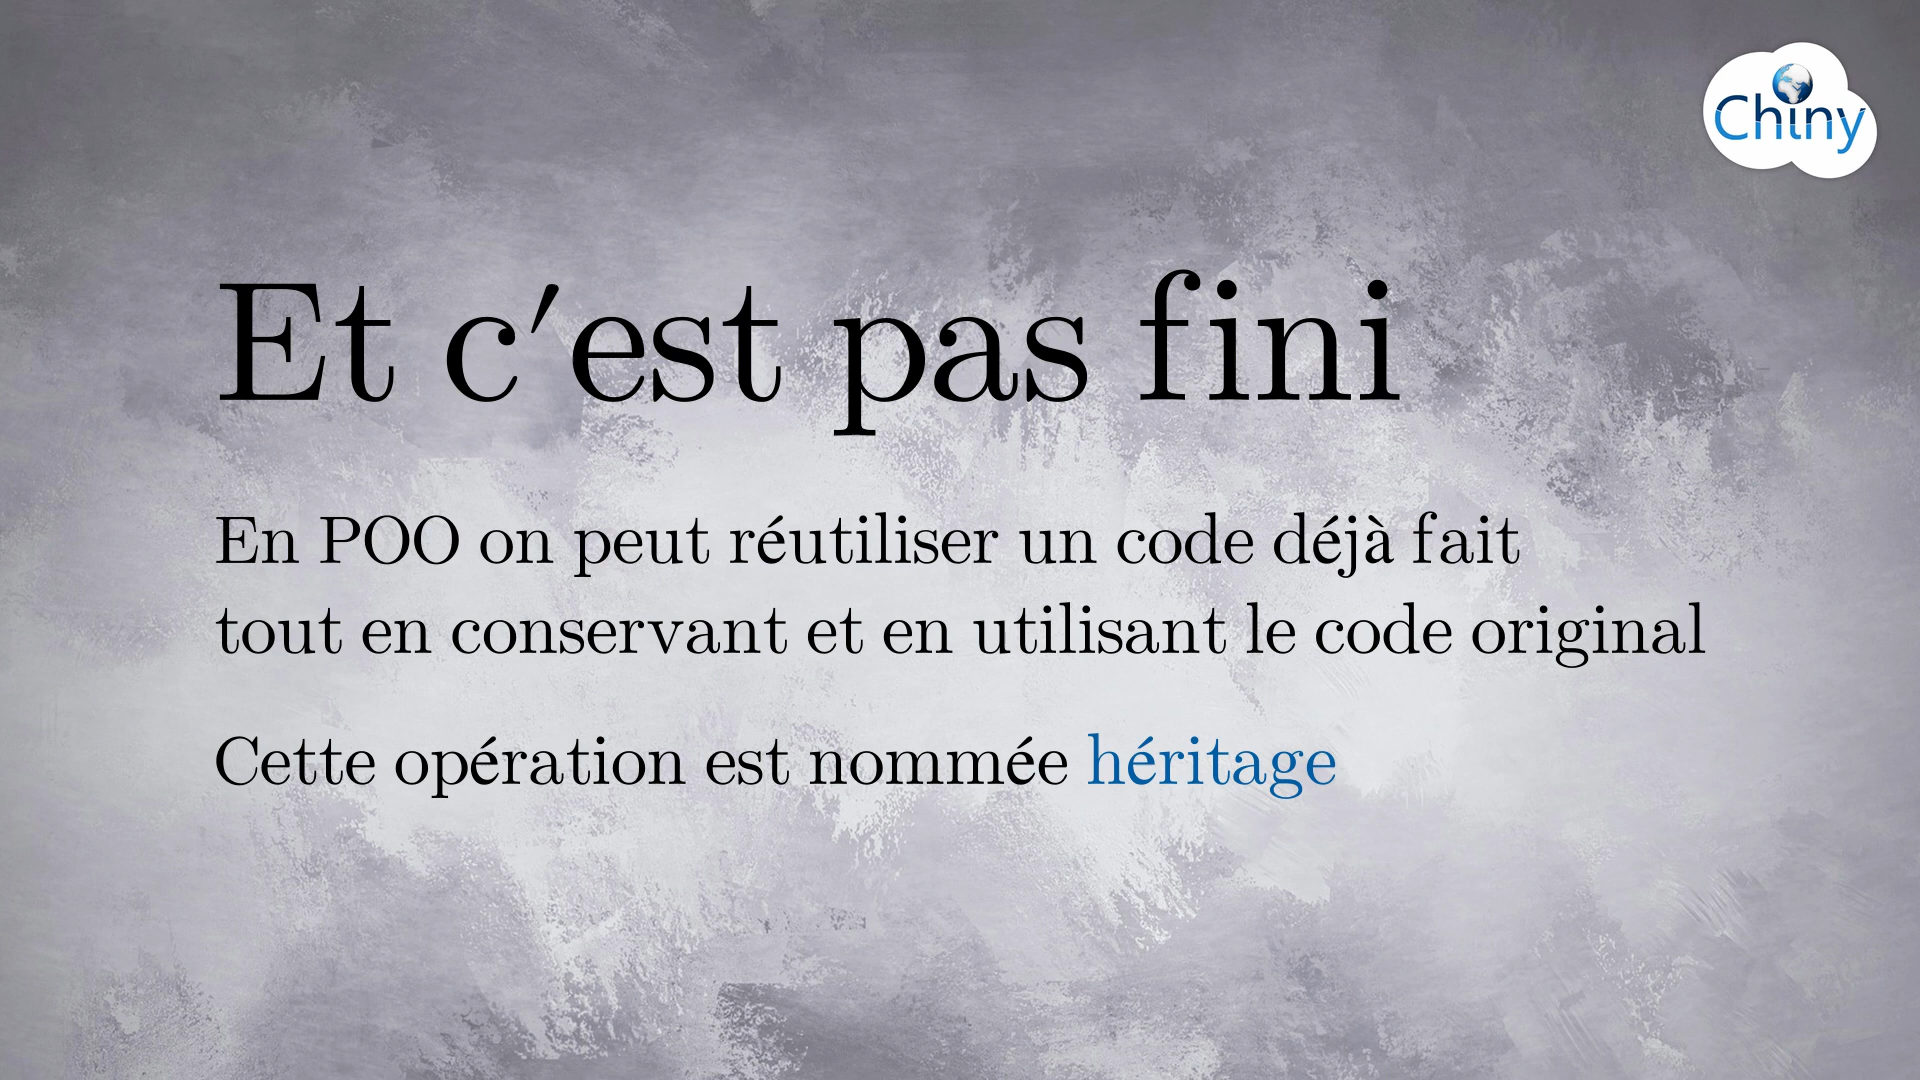 Chiny
Et c'est pas fini
En POO on peut réutiliser un code déjà fait
tout en conservant et en utilisant le code original
Cette opération est nommée héritage